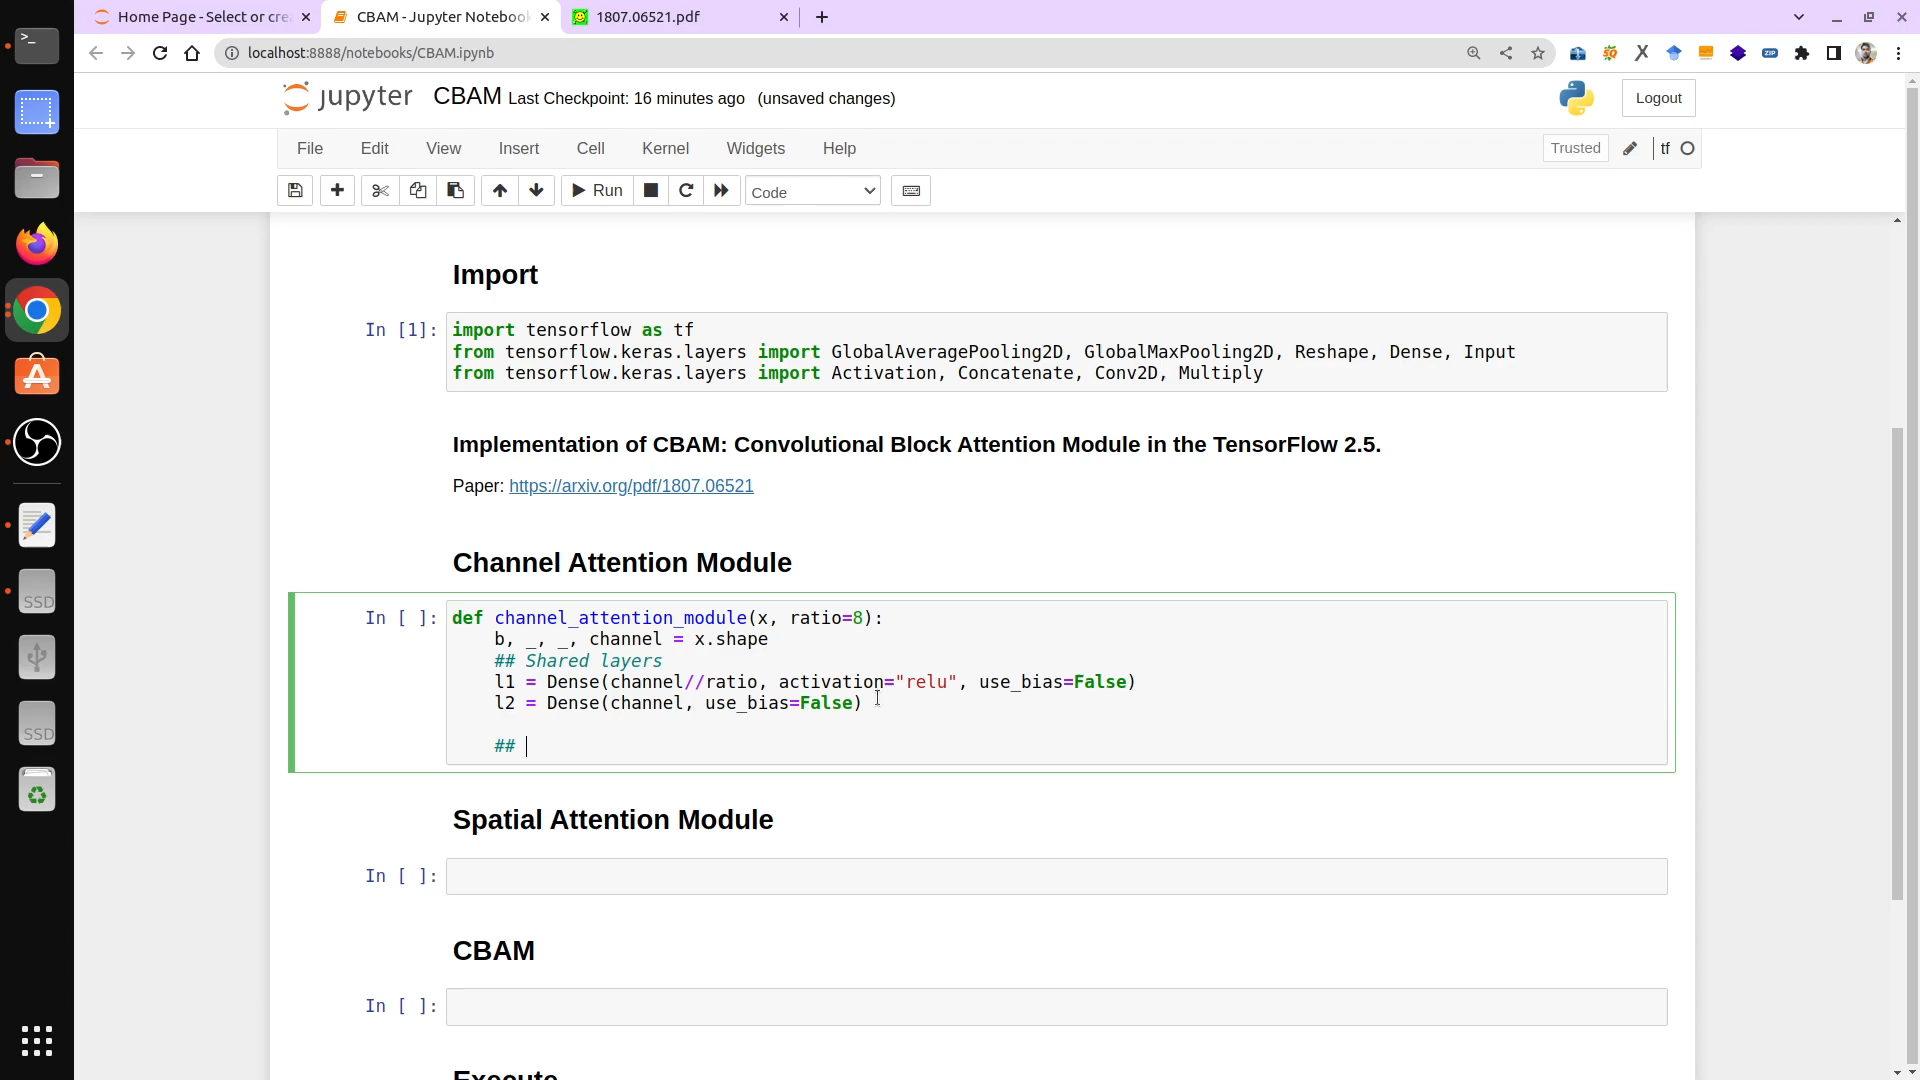 Home Page - Select or cre
CBAM - Jupyter Noteboo
1807.06521.pdf
localhost:8888/notebooks/CBAM.ipynb
jupyter CBAM Last Checkpoint: 16 minutes ago (unsaved changes)
Logout
File Edit View Insert Cell Kernel Widgets Help
Trusted tf
Run Code
Import
In [1]: import tensorflow as tf
from tensorflow.keras.layers import GlobalAveragePooling2D, GlobalMaxPooling2D, Reshape, Dense, Input
from tensorflow.keras.layers import Activation, Concatenate, Conv2D, Multiply
Implementation of CBAM: Convolutional Block Attention Module in the TensorFlow 2.5.
Paper: https://arxiv.org/pdf/1807.06521
Channel Attention Module
In [ ]: def channel_attention_module(x, ratio=8):
b, _, _, channel = x.shape
## Shared layers
l1 = Dense(channel//ratio, activation="relu", use_bias=False)
l2 = Dense(channel, use_bias=False)
##
Spatial Attention Module
In [ ]:
CBAM
In [ ]:
Execute
SSD
SSD
ZIP